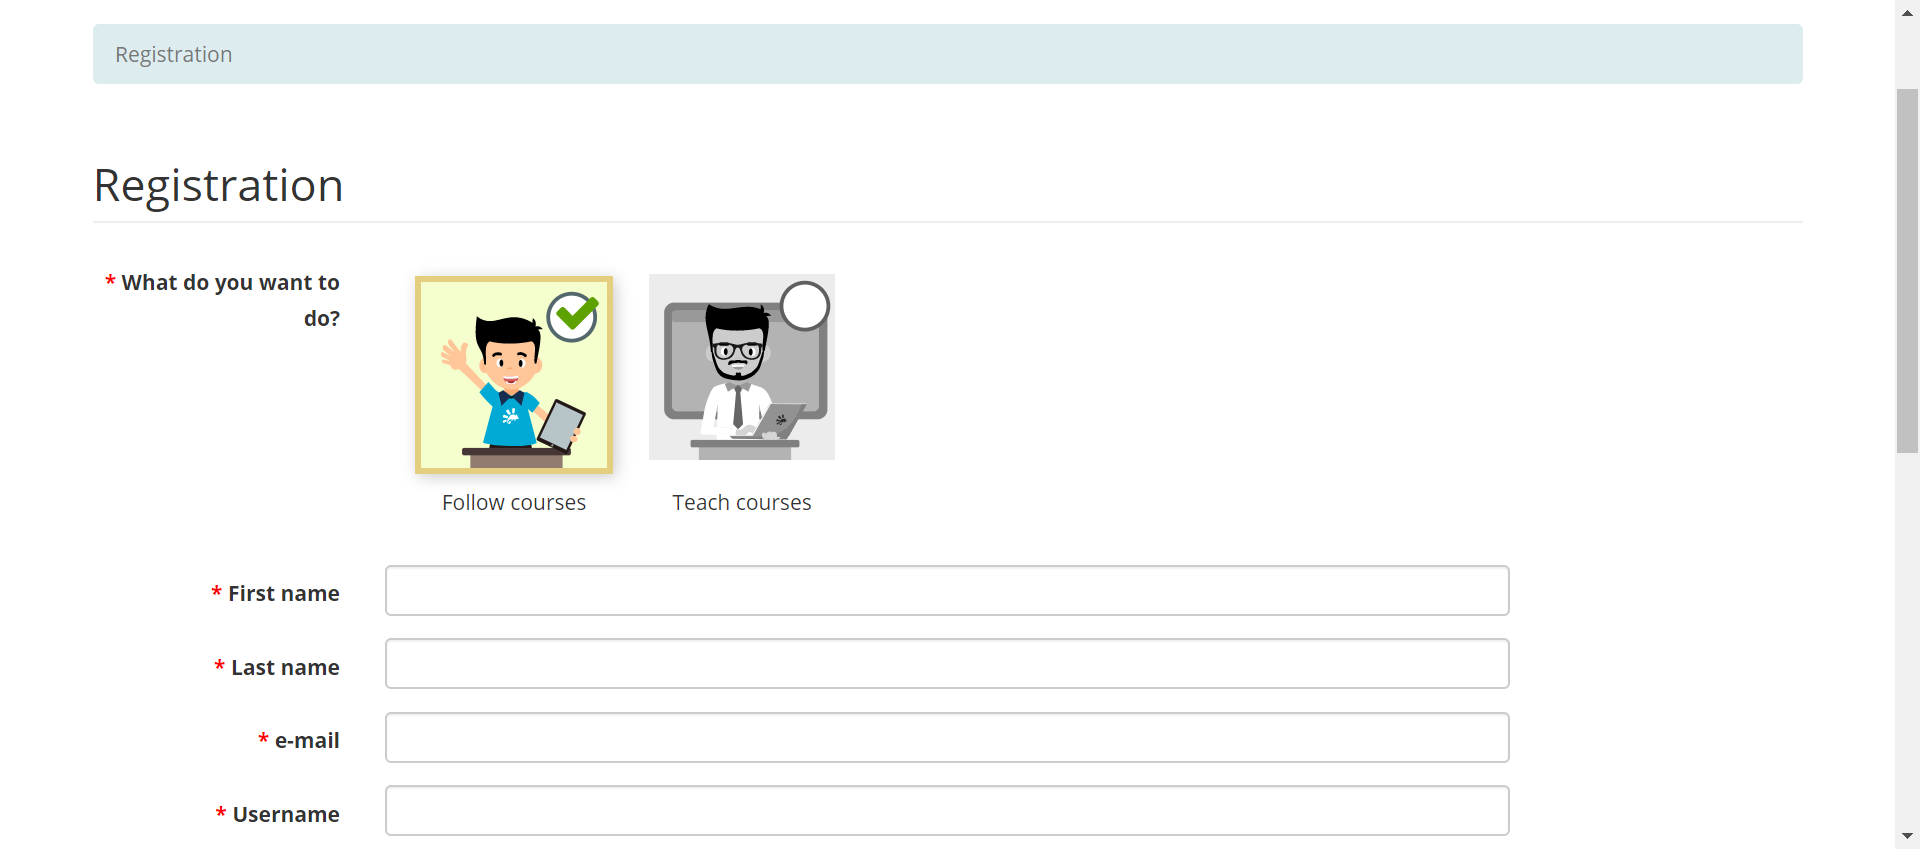 Registration
Registration
* What do you want to
do?
Follow courses
Teach courses
* First name
* Last name
* e-mail
* Username